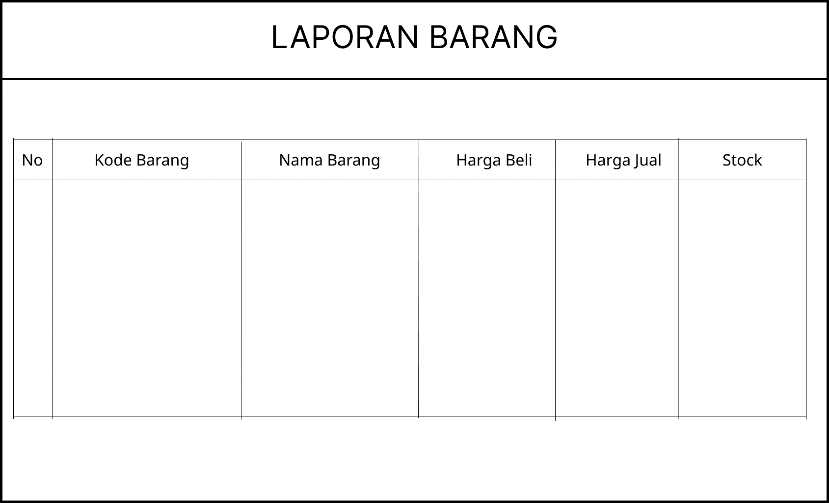 LAPORAN BARANG
No Kode Barang Nama Barang Harga Beli Harga Jual Stock